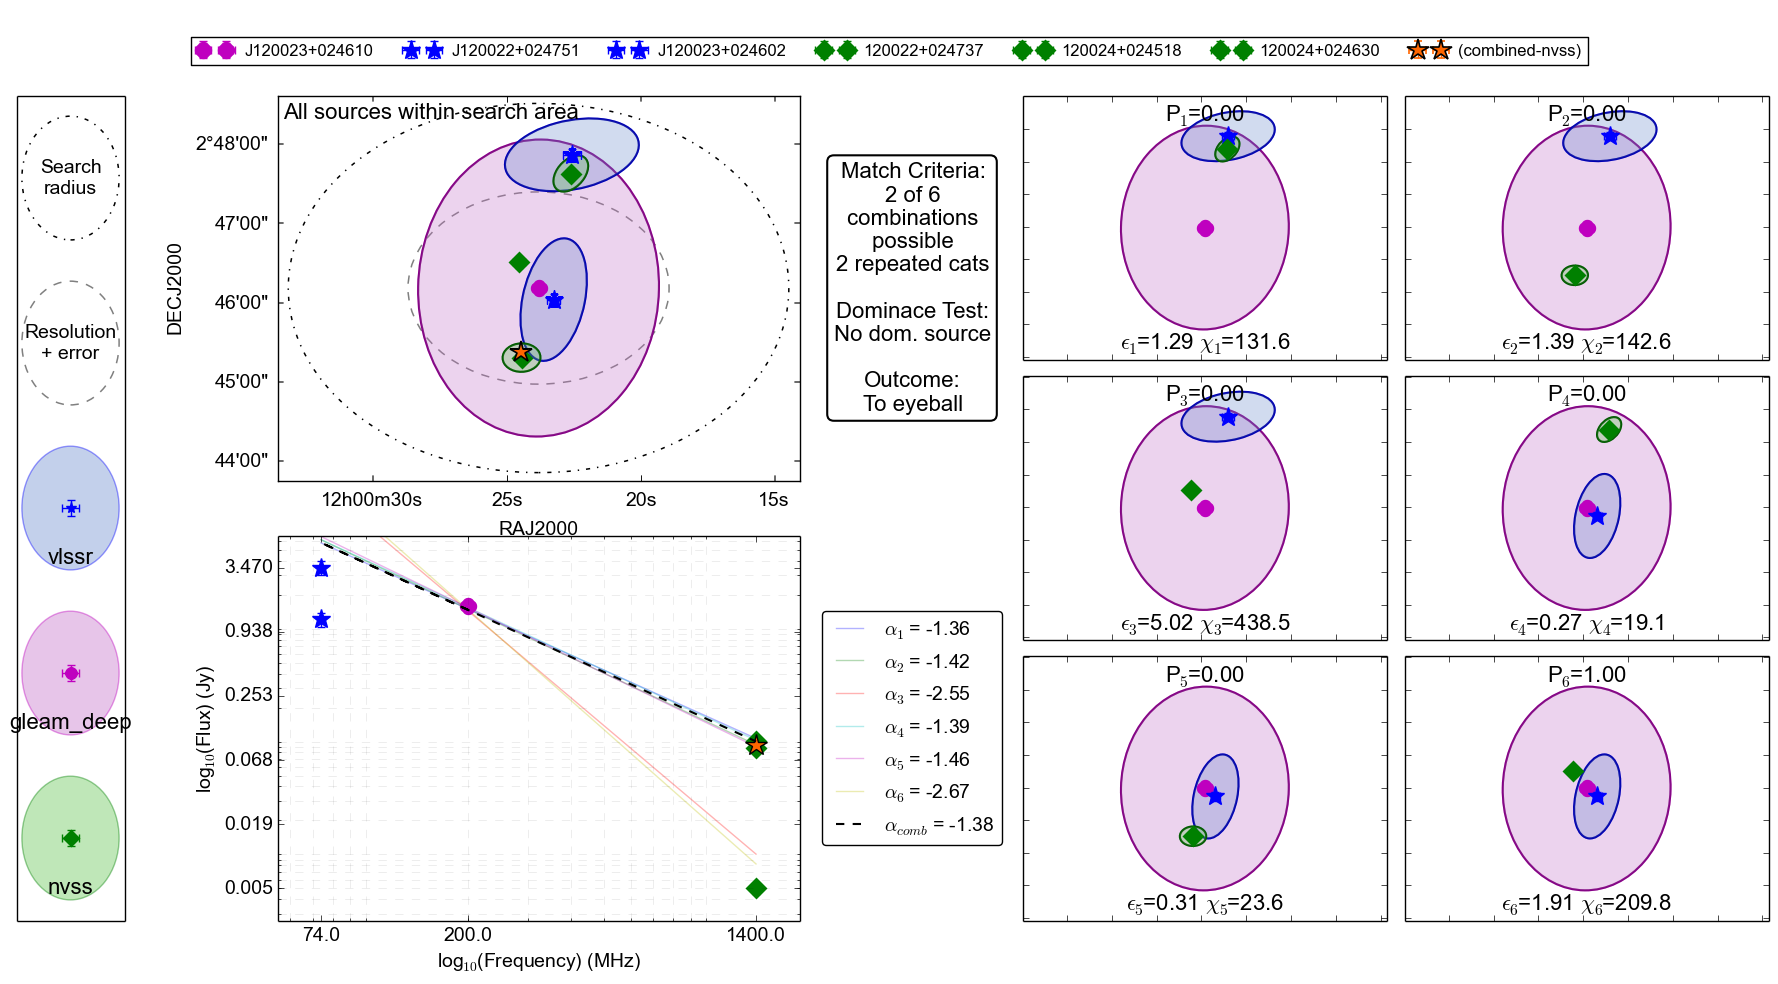 J120023+024610 J120022+024751 J120023+024602 120022+024737 120024+024518 120024+024630 (combined-nvss)
Search
radius
Resolution
+ error
vlssr
gleam_deep
nvss
All sources within search area
DECJ2000
2°48'00"
47'00"
46'00"
45'00"
44'00"
12h00m30s 25s 20s 15s
RAJ2000
Match Criteria:
2 of 6
combinations
possible
2 repeated cats
Dominace Test:
No dom. source
Outcome:
To eyeball
log10(Flux) (Jy)
3.470
0.938
0.253
0.068
0.019
0.005
74.0 200.0 1400.0
log10(Frequency) (MHz)
α1 = -1.36
α2 = -1.42
α3 = -2.55
α4 = -1.39
α5 = -1.46
α6 = -2.67
αcomb = -1.38
P1=0.00
ϵ1=1.29 χ1=131.6
P2=0.00
ϵ2=1.39 χ2=142.6
P3=0.00
ϵ3=5.02 χ3=438.5
P4=0.00
ϵ4=0.27 χ4=19.1
P5=0.00
ϵ5=0.31 χ5=23.6
P6=1.00
ϵ6=1.91 χ6=209.8